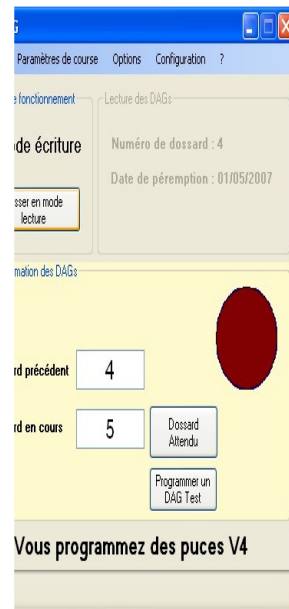 G
Paramètres de course Options Configuration ?
e fonctionnement
Lecture des DAGs
de écriture
Numéro de dossard : 4
Date de péremption : 01/05/2007
sser en mode
lecture
mation des DAGs
rd précédent 4
rd en cours 5
Dossard
Attendu
Programmer un
DAG Test
Vous programmez des puces V4